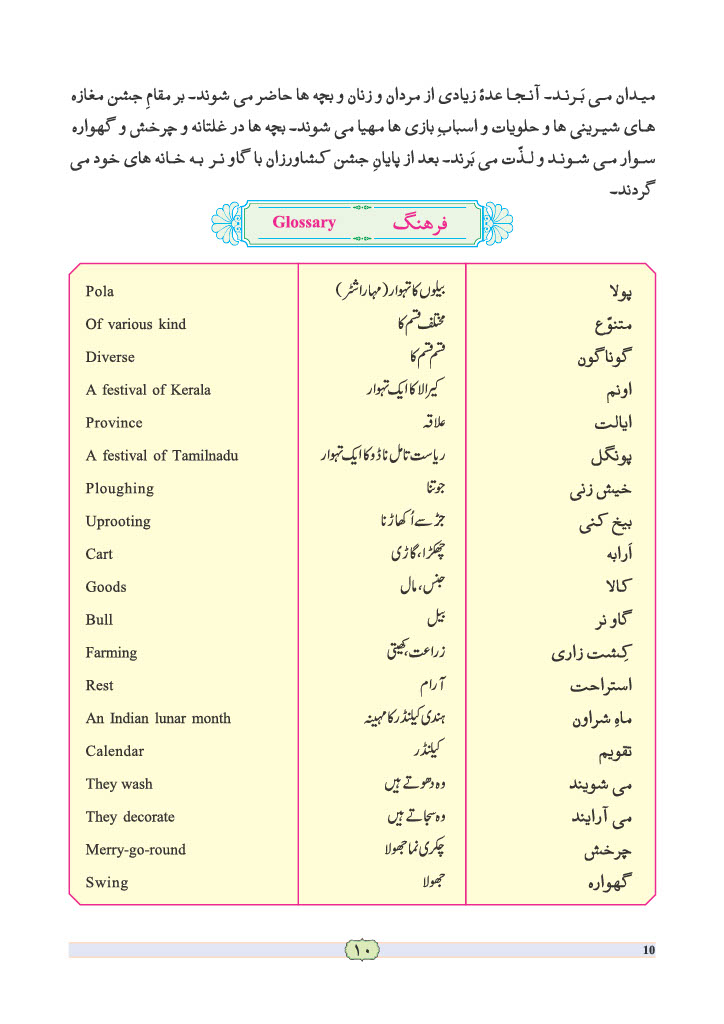 میدان می بَرند۔ آنجا عدۂ زیادی از مردان و زنان و بچه ها حاضر می شوند۔ بر مقامِ جشن مغازه
های شیرینی ها و حلویات و اسبابِ بازی ها مهیا می شوند۔ بچه ها در غلتانه و چرخش و گهواره
سوار می شوند و لذّت می بَرند۔ بعد از پایانِ جشن کشاورزان با گاو نر به خانه های خود می
گردند۔
فرهنگ Glossary
پولا بیلوں کا تہوار (مہاراشٹر) Pola
متنوّع مختلف قسم کا Of various kind
گوناگون قسم قسم کا Diverse
اونم کیرالا کا ایک تہوار A festival of Kerala
ایالت علاقہ Province
پونگل ریاست تامل ناڈو کا ایک تہوار A festival of Tamilnadu
خیش زنی جوتنا Ploughing
بیخ کنی جڑ سے اُکھاڑنا Uprooting
اَرابه چھکڑا، گاڑی Cart
کالا جنس، مال Goods
گاو نر بیل Bull
کِشت زاری زراعت، کھیتی Farming
استراحت آرام Rest
ماہِ شراون ہندی کیلنڈر کا مہینہ An Indian lunar month
تقویم کیلنڈر Calendar
می شویند وہ دھوتے ہیں They wash
می آرایند وہ سجاتے ہیں They decorate
چرخش چکری نما جھولا Merry-go-round
گهواره جھولا Swing
۱۰ 10